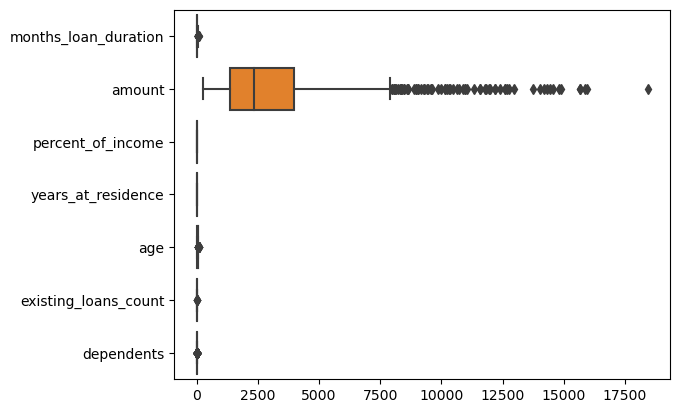 months_loan_duration
amount
percent_of_income
years_at_residence
age
existing_loans_count
dependents
0 2500 5000 7500 10000 12500 15000 17500